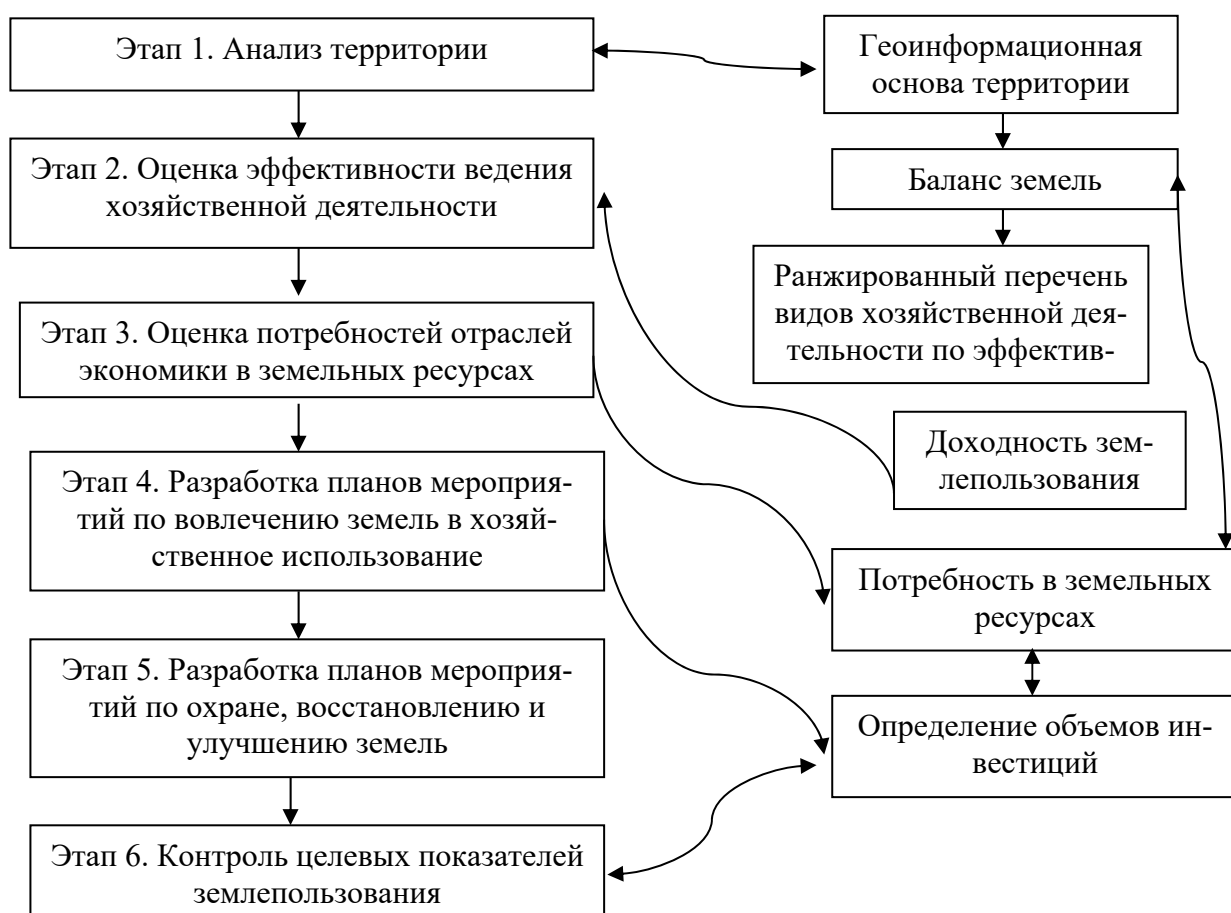 Этап 1. Анализ территории
Геоинформационная
основа территории
Этап 2. Оценка эффективности ведения
хозяйственной деятельности
Баланс земель
Ранжированный перечень
видов хозяйственной дея-
тельности по эффектив-
Этап 3. Оценка потребностей отраслей
экономики в земельных ресурсах
Доходность зем-
лепользования
Этап 4. Разработка планов мероприя-
тий по вовлечению земель в хозяй-
ственное использование
Потребность в земельных
ресурсах
Этап 5. Разработка планов мероприя-
тий по охране, восстановлению и
улучшению земель
Определение объемов ин-
вестиций
Этап 6. Контроль целевых показателей
землепользования